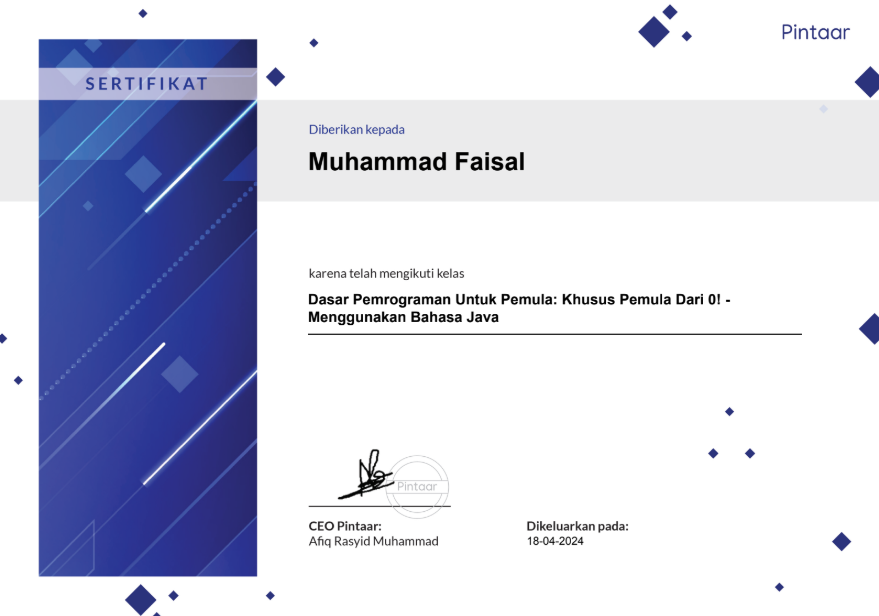 Pintaar
SERTIFIKAT
Diberikan kepada
Muhammad Faisal
karena telah mengikuti kelas
Dasar Pemrograman Untuk Pemula: Khusus Pemula Dari 0! -
Menggunakan Bahasa Java
Pintaar
CEO Pintaar:
Afiq Rasyid Muhammad
Dikeluarkan pada:
18-04-2024